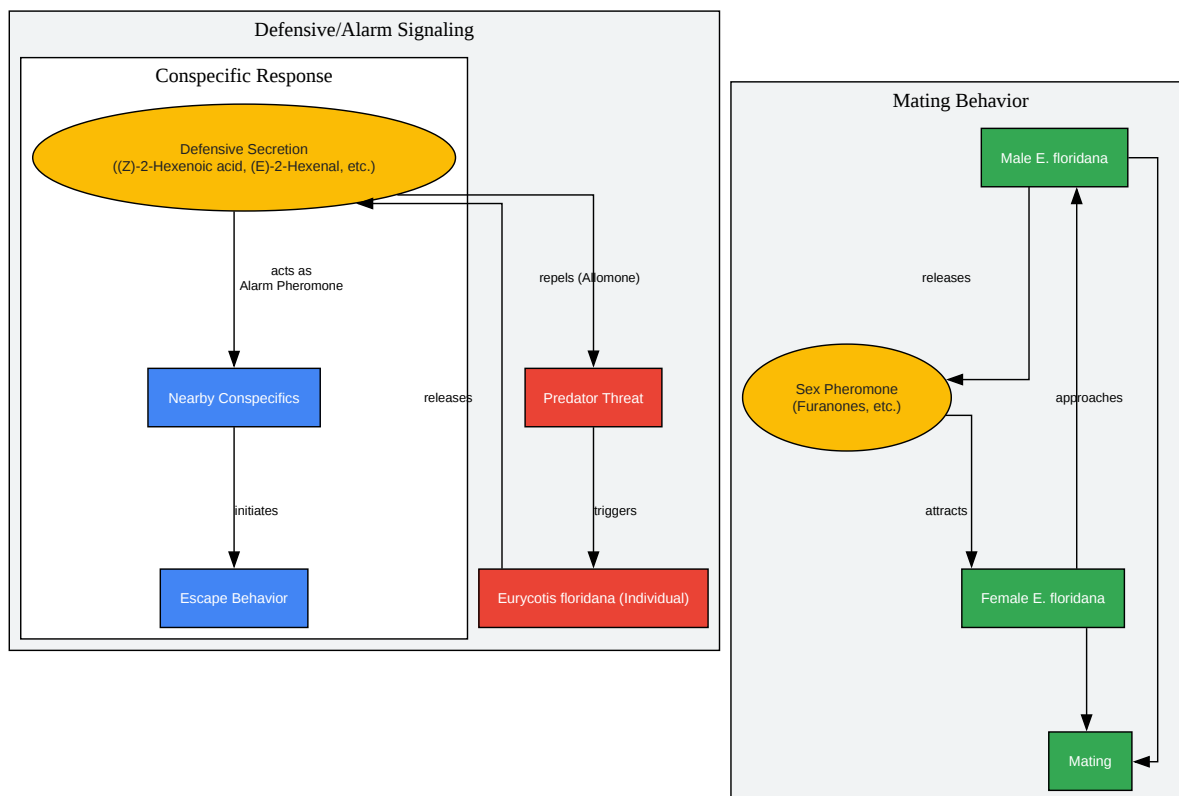 Defensive/Alarm Signaling
Conspecific Response
Defensive Secretion
((Z)-2-Hexenoic acid, (E)-2-Hexenal, etc.)
acts as
Alarm Pheromone
repels (Allomone)
Nearby Conspecifics
releases
Predator Threat
initiates
triggers
Escape Behavior
Eurycotis floridana (Individual)
Mating Behavior
Male E. floridana
releases
Sex Pheromone
(Furanones, etc.)
approaches
attracts
Female E. floridana
Mating